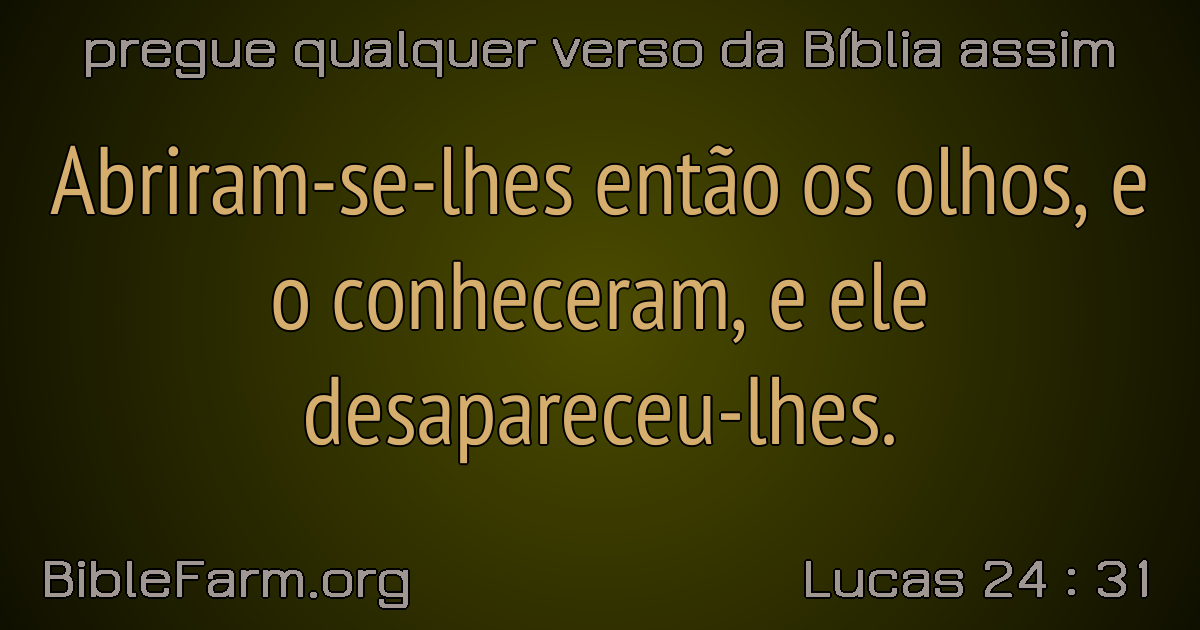 pregue qualquer verso da Bíblia assim
Abriram-se-lhes então os olhos, e
o conheceram, e ele
desapareceu-lhes.
BibleFarm.org
Lucas 24 : 31